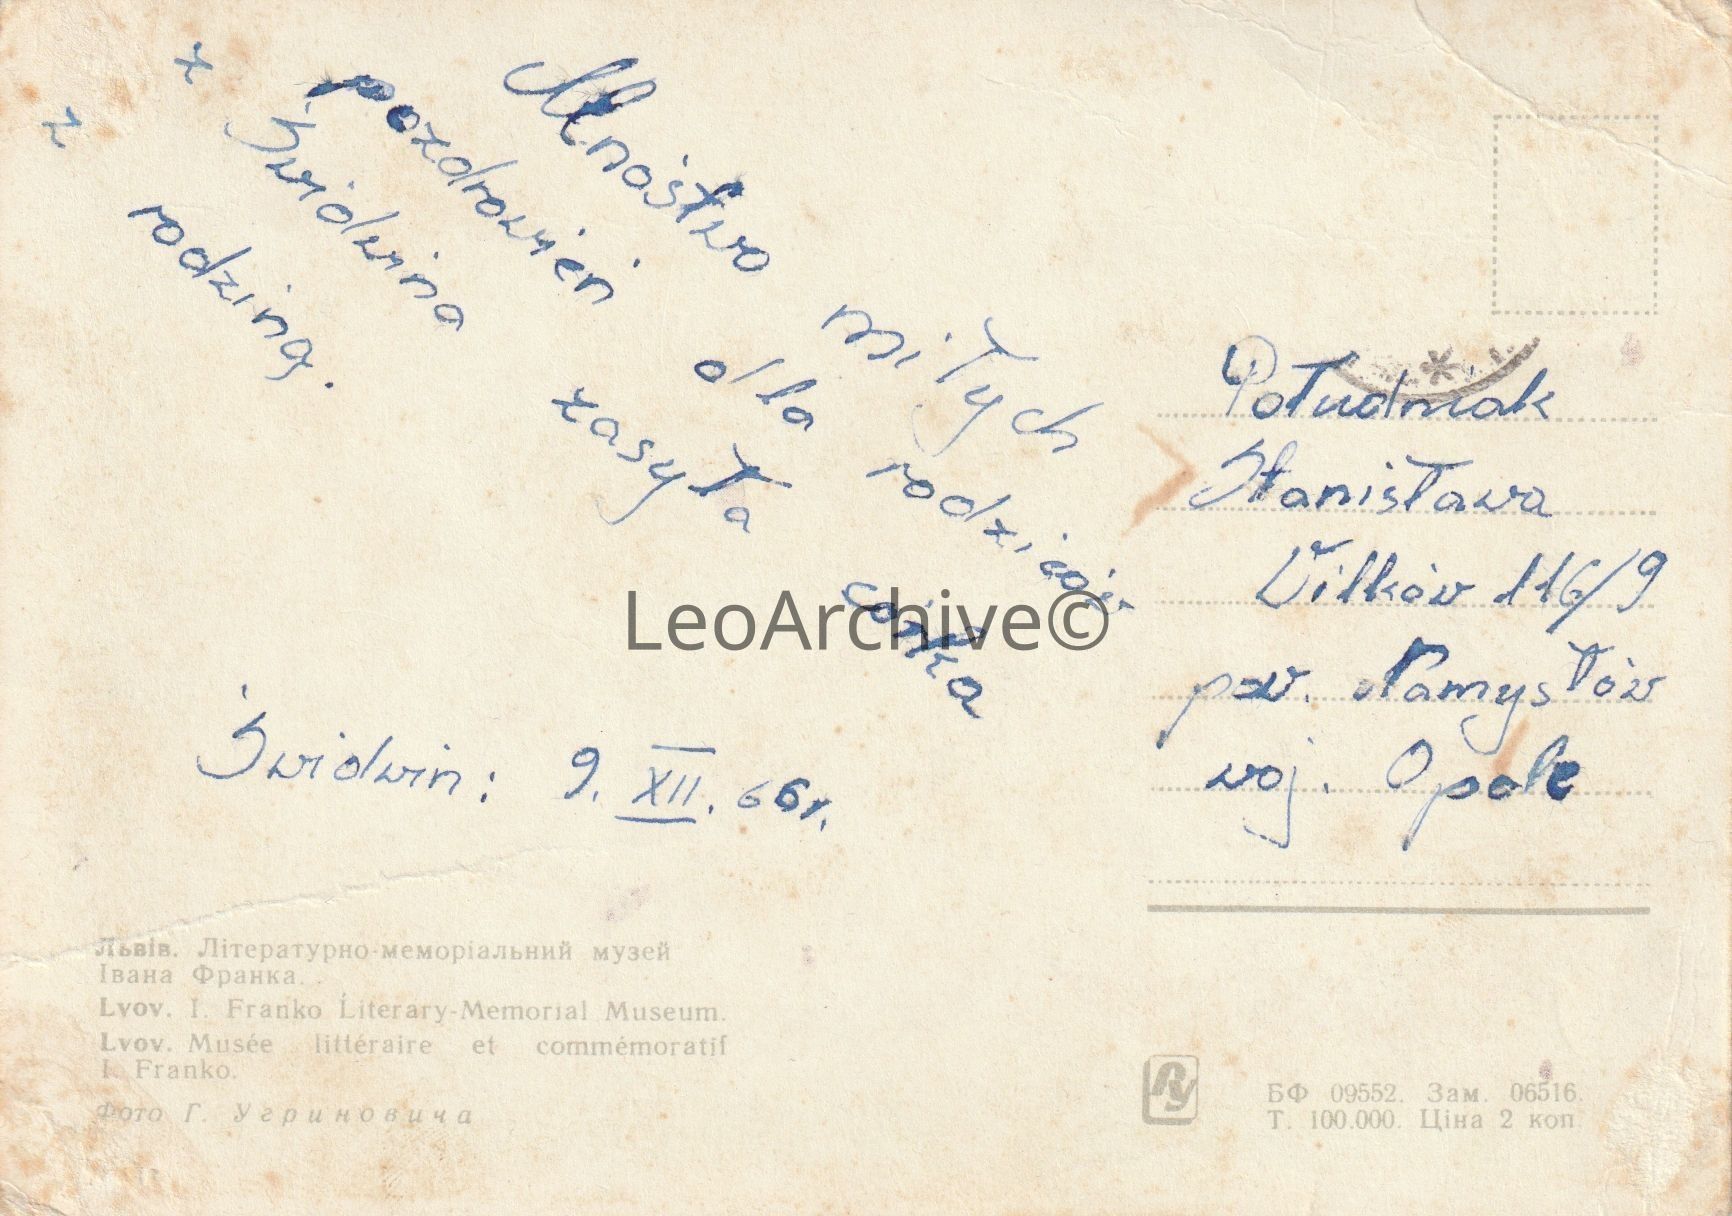 Mnóstwo miłych
pozdrowień dla rodziców
z Świdwina zasyła córka
z rodziną.
Świdwin: 9. XII. 66r.
Południak
Stanisława
Wilków 116/9
pow. Namysłów
woj. Opole
LeoArchive©
Львів. Літературно-меморіальний музей
Івана Франка.
Lvov. I. Franko Literary-Memorial Museum.
Lvov. Musée littéraire et commémoratif
I. Franko.
Фото Г. Угриновича
БФ 09552. Зам. 06516.
Т. 100.000. Ціна 2 коп.